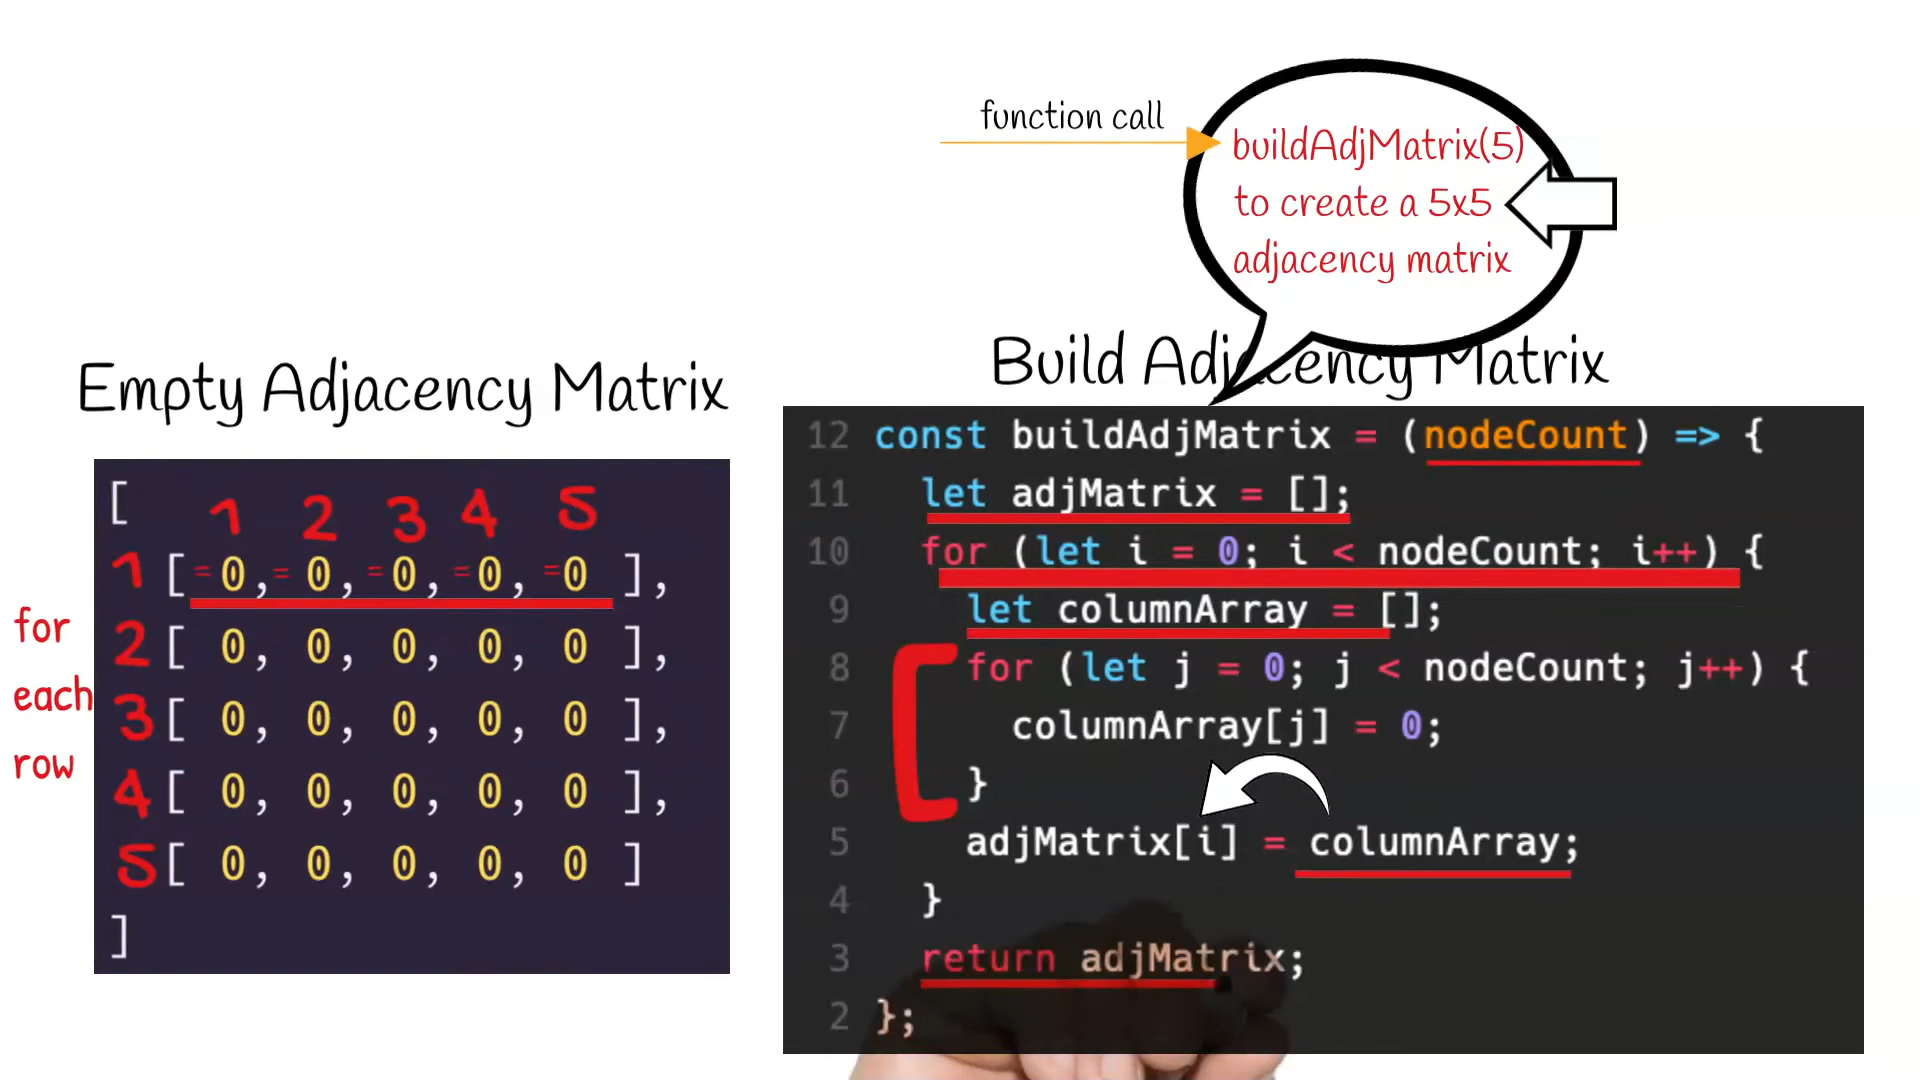 function call
buildAdjMatrix(5)
to create a 5x5
adjacency matrix
Empty Adjacency Matrix
[
1 2 3 4 5
1 [ =0, = 0, =0, =0, =0 ],
2 [ 0, 0, 0, 0, 0 ],
3 [ 0, 0, 0, 0, 0 ],
4 [ 0, 0, 0, 0, 0 ],
5 [ 0, 0, 0, 0, 0 ]
]
for
each
row
Build Adjacency Matrix
12 const buildAdjMatrix = (nodeCount) => {
11 let adjMatrix = [];
10 for (let i = 0; i < nodeCount; i++) {
9 let columnArray = [];
8 for (let j = 0; j < nodeCount; j++) {
7 columnArray[j] = 0;
6 }
5 adjMatrix[i] = columnArray;
4 }
3 return adjMatrix;
2 };